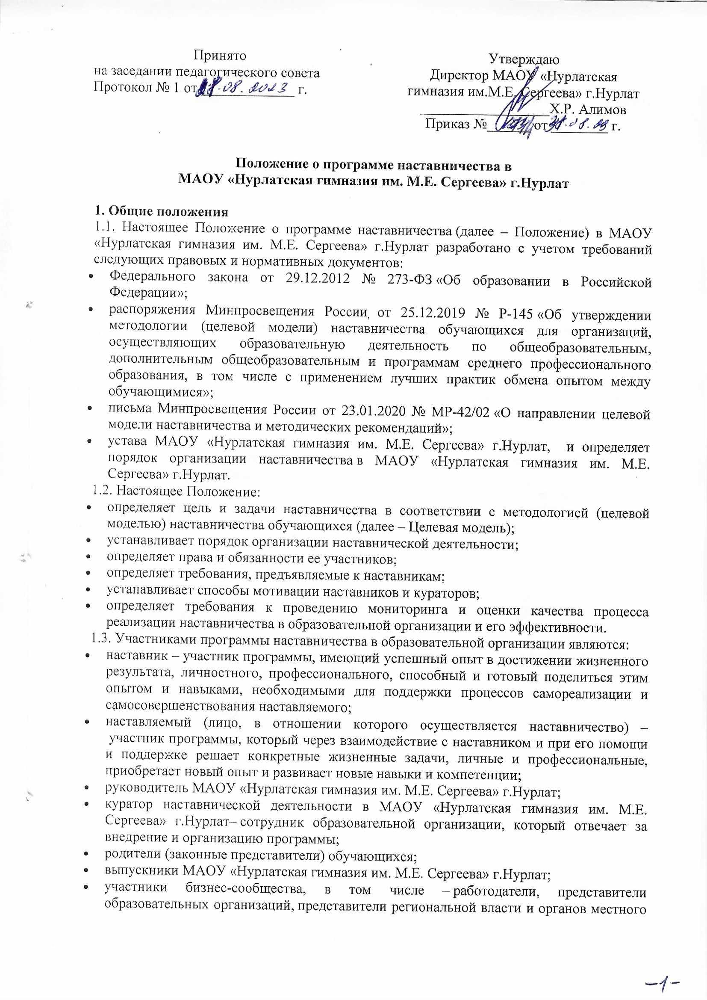 Принято
на заседании педагогического совета
Протокол № 1 от 28.08.2023 г.
Утверждаю
Директор МАОУ «Нурлатская
гимназия им.М.Е. Сергеева» г.Нурлат
Х.Р. Алимов
Приказ № от 31.08.23 г.
Положение о программе наставничества в
МАОУ «Нурлатская гимназия им. М.Е. Сергеева» г.Нурлат
1. Общие положения
1.1. Настоящее Положение о программе наставничества (далее – Положение) в МАОУ
«Нурлатская гимназия им. М.Е. Сергеева» г.Нурлат разработано с учетом требований
следующих правовых и нормативных документов:
• Федерального закона от 29.12.2012 № 273-ФЗ «Об образовании в Российской
Федерации»;
• распоряжения Минпросвещения России от 25.12.2019 № Р-145 «Об утверждении
методологии (целевой модели) наставничества обучающихся для организаций,
осуществляющих образовательную деятельность по общеобразовательным,
дополнительным общеобразовательным и программам среднего профессионального
образования, в том числе с применением лучших практик обмена опытом между
обучающимися»;
• письма Минпросвещения России от 23.01.2020 № МР-42/02 «О направлении целевой
модели наставничества и методических рекомендаций»;
• устава МАОУ «Нурлатская гимназия им. М.Е. Сергеева» г.Нурлат, и определяет
порядок организации наставничества в МАОУ «Нурлатская гимназия им. М.Е.
Сергеева» г.Нурлат.
1.2. Настоящее Положение:
• определяет цель и задачи наставничества в соответствии с методологией (целевой
моделью) наставничества обучающихся (далее – Целевая модель);
• устанавливает порядок организации наставнической деятельности;
• определяет права и обязанности ее участников;
• определяет требования, предъявляемые к наставникам;
• устанавливает способы мотивации наставников и кураторов;
• определяет требования к проведению мониторинга и оценки качества процесса
реализации наставничества в образовательной организации и его эффективности.
1.3. Участниками программы наставничества в образовательной организации являются:
• наставник – участник программы, имеющий успешный опыт в достижении жизненного
результата, личностного, профессионального, способный и готовый поделиться этим
опытом и навыками, необходимыми для поддержки процессов самореализации и
самосовершенствования наставляемого;
• наставляемый (лицо, в отношении которого осуществляется наставничество) –
участник программы, который через взаимодействие с наставником и при его помощи
и поддержке решает конкретные жизненные задачи, личные и профессиональные,
приобретает новый опыт и развивает новые навыки и компетенции;
• руководитель МАОУ «Нурлатская гимназия им. М.Е. Сергеева» г.Нурлат;
• куратор наставнической деятельности в МАОУ «Нурлатская гимназия им. М.Е.
Сергеева» г.Нурлат– сотрудник образовательной организации, который отвечает за
внедрение и организацию программы;
• родители (законные представители) обучающихся;
• выпускники МАОУ «Нурлатская гимназия им. М.Е. Сергеева» г.Нурлат;
• участники бизнес-сообщества, в том числе – работодатели, представители
образовательных организаций, представители региональной власти и органов местного
-1-